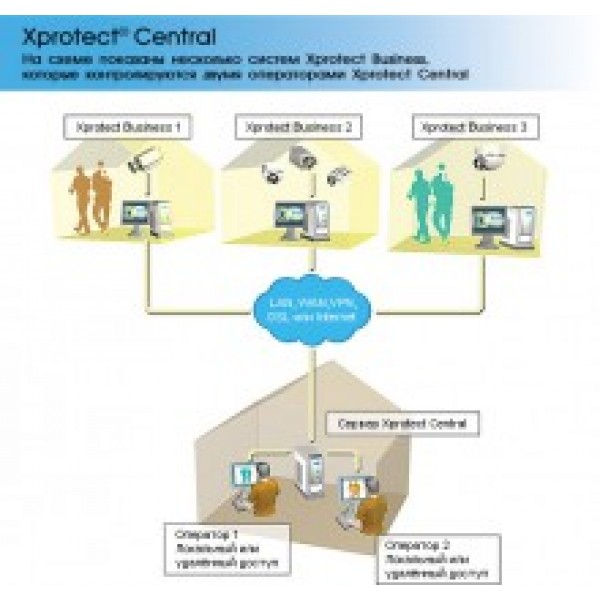 Xprotect® Central
На схеме показаны несколько систем Xprotect Business,
которые контролируются двумя операторами Xprotect Central
Xprotect Business 1
Xprotect Business 2
Xprotect Business 3
LAN, WAN, VPN,
DSL или Internet
Сервер Xprotect Central
Оператор 1
Локальный или
удалённый доступ
Оператор 2
Локальный или
удалённый доступ